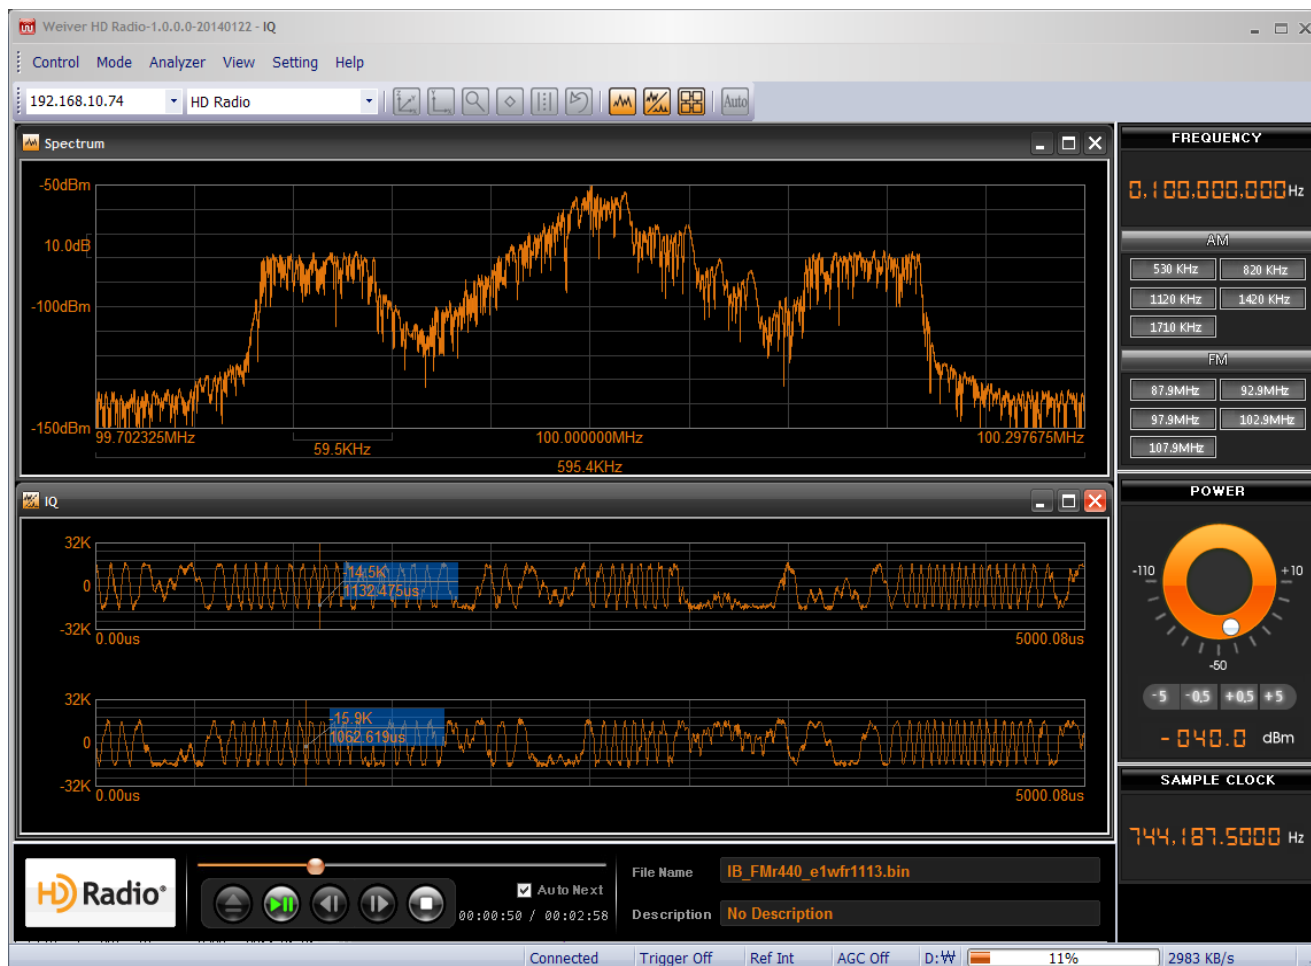 Weiver HD Radio-1.0.0.0-20140122 - IQ
Control Mode Analyzer View Setting Help
192.168.10.74 HD Radio Auto
Spectrum
-50dBm
10.0dB
-100dBm
-150dBm
99.702325MHz 100.000000MHz 100.297675MHz
59.5KHz
595.4KHz
IQ
32K
0
-32K
-14.5K
1132.475us
0.00us 5000.08us
32K
0
-32K
-15.9K
1062.619us
0.00us 5000.08us
FREQUENCY
0,100,000,000 Hz
AM
530 KHz 820 KHz
1120 KHz 1420 KHz
1710 KHz
FM
87.9MHz 92.9MHz
97.9MHz 102.9MHz
107.9MHz
POWER
-110 +10
-50
-5 -0.5 +0.5 +5
-040.0 dBm
SAMPLE CLOCK
744,187.5000 Hz
HD Radio®
Auto Next
00:00:50 / 00:02:58
File Name IB_FMr440_e1wfr1113.bin
Description No Description
Connected Trigger Off Ref Int AGC Off D:₩ 11% 2983 KB/s